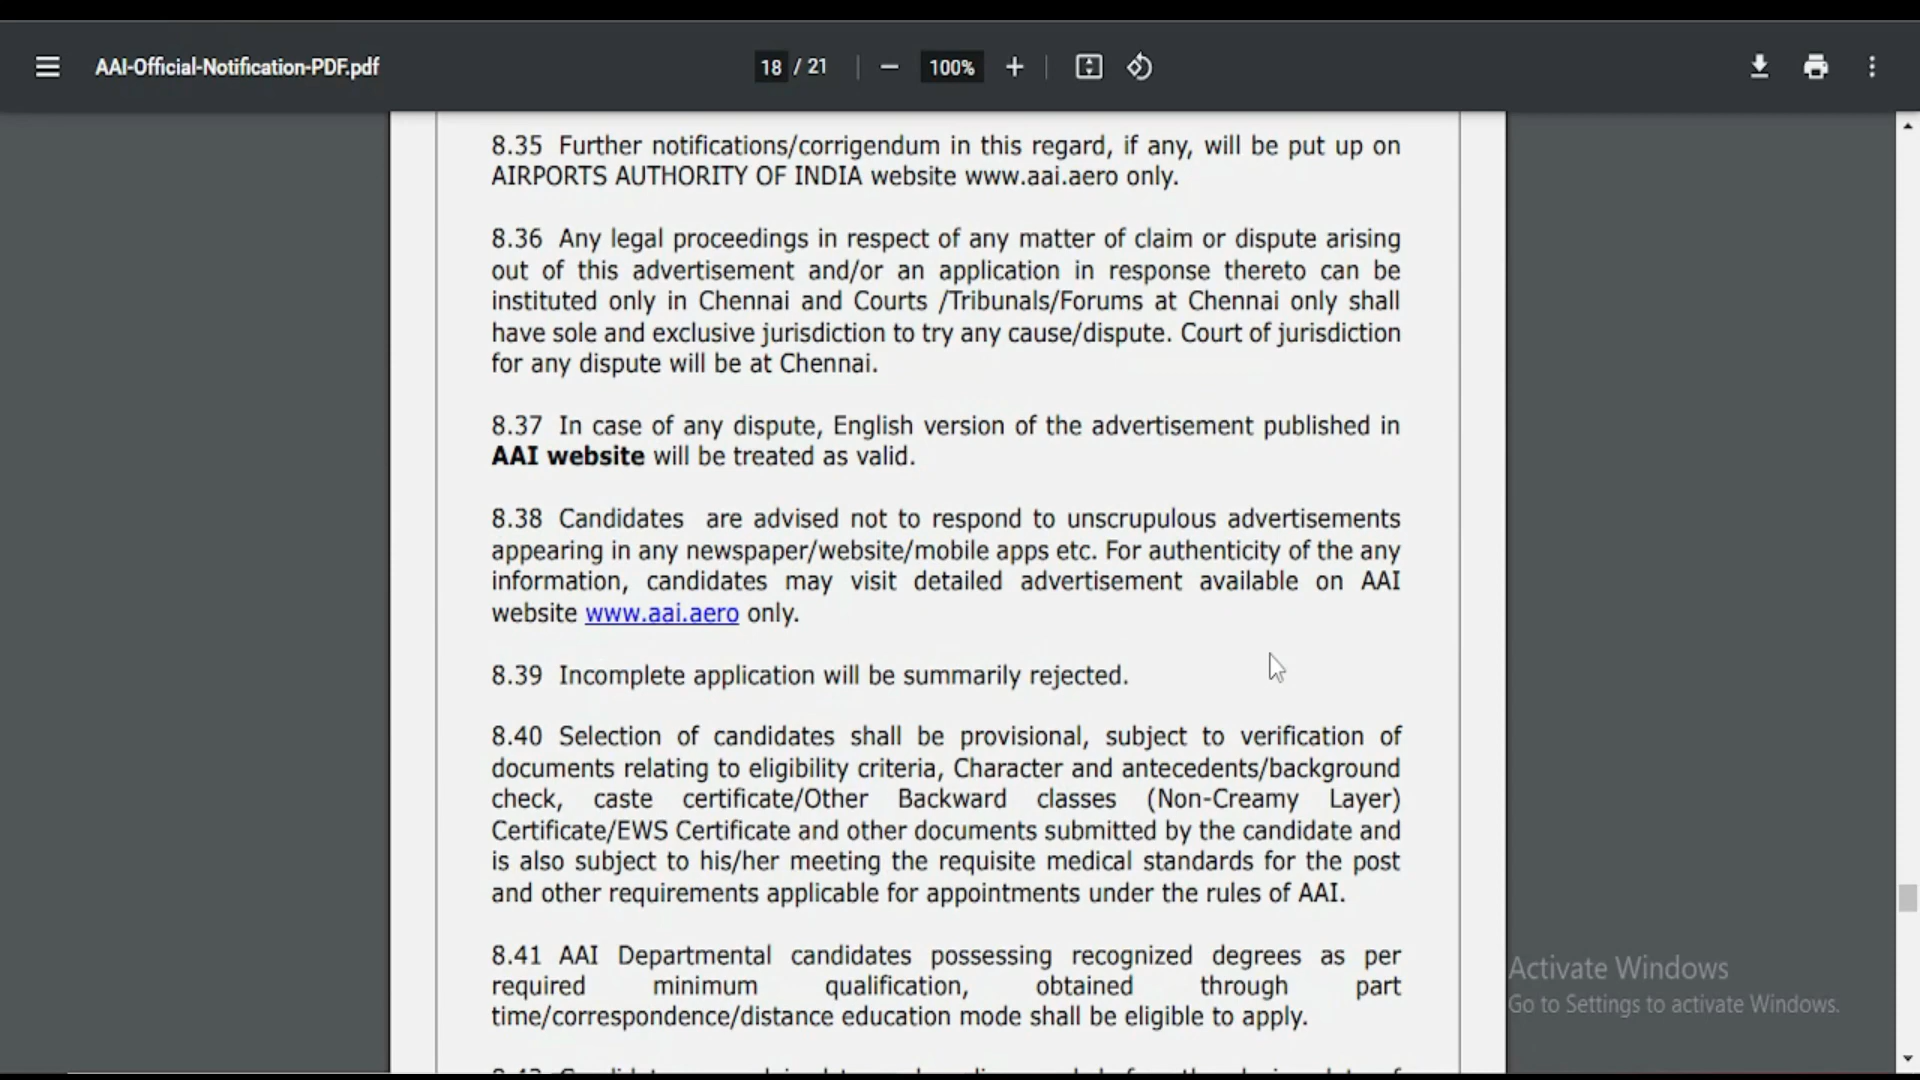 AAI-Official-Notification-PDF.pdf
18 / 21
100%
8.35 Further notifications/corrigendum in this regard, if any, will be put up on
AIRPORTS AUTHORITY OF INDIA website www.aai.aero only.
8.36 Any legal proceedings in respect of any matter of claim or dispute arising
out of this advertisement and/or an application in response thereto can be
instituted only in Chennai and Courts /Tribunals/Forums at Chennai only shall
have sole and exclusive jurisdiction to try any cause/dispute. Court of jurisdiction
for any dispute will be at Chennai.
8.37 In case of any dispute, English version of the advertisement published in
AAI website will be treated as valid.
8.38 Candidates are advised not to respond to unscrupulous advertisements
appearing in any newspaper/website/mobile apps etc. For authenticity of the any
information, candidates may visit detailed advertisement available on AAI
website www.aai.aero only.
8.39 Incomplete application will be summarily rejected.
8.40 Selection of candidates shall be provisional, subject to verification of
documents relating to eligibility criteria, Character and antecedents/background
check, caste certificate/Other Backward classes (Non-Creamy Layer)
Certificate/EWS Certificate and other documents submitted by the candidate and
is also subject to his/her meeting the requisite medical standards for the post
and other requirements applicable for appointments under the rules of AAI.
8.41 AAI Departmental candidates possessing recognized degrees as per
required minimum qualification, obtained through part
time/correspondence/distance education mode shall be eligible to apply.
Activate Windows
Go to Settings to activate Windows.